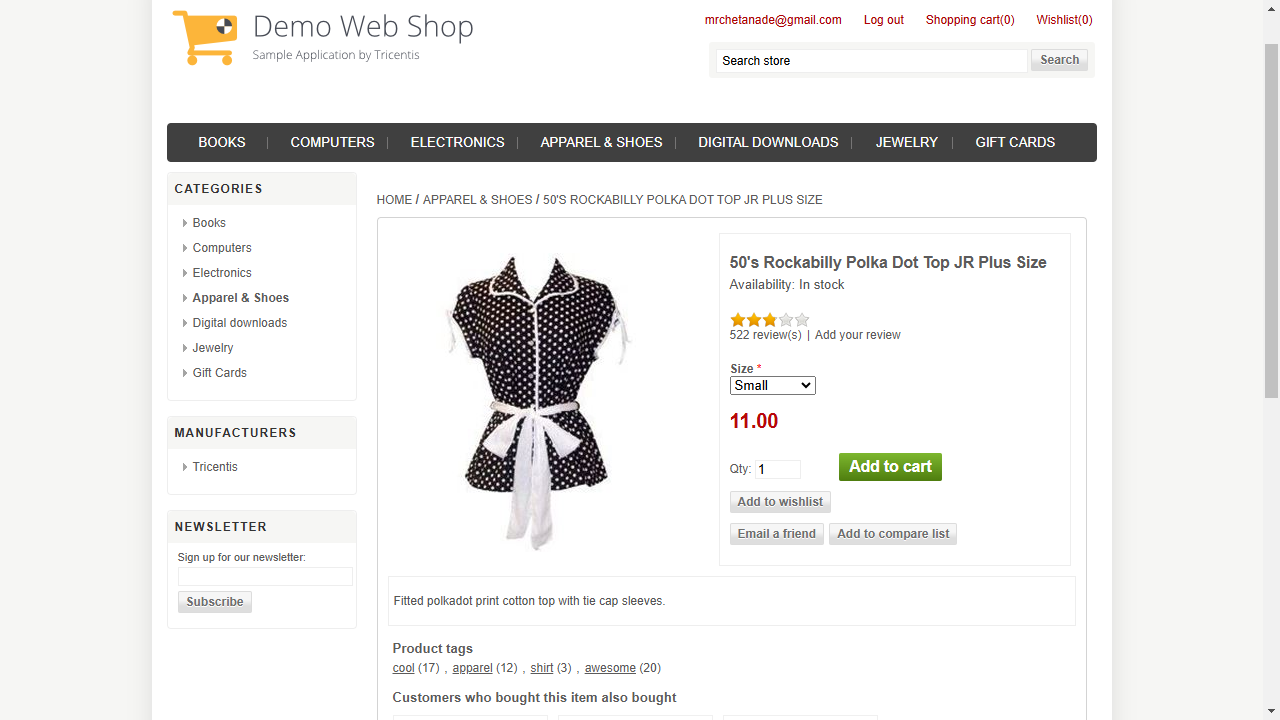 Demo Web Shop
Sample Application by Tricentis
mrchetanade@gmail.com Log out Shopping cart(0) Wishlist(0)
Search store Search
BOOKS | COMPUTERS | ELECTRONICS | APPAREL & SHOES | DIGITAL DOWNLOADS | JEWELRY | GIFT CARDS
CATEGORIES
Books
Computers
Electronics
Apparel & Shoes
Digital downloads
Jewelry
Gift Cards
MANUFACTURERS
Tricentis
NEWSLETTER
Sign up for our newsletter:
Subscribe
HOME / APPAREL & SHOES / 50'S ROCKABILLY POLKA DOT TOP JR PLUS SIZE
50's Rockabilly Polka Dot Top JR Plus Size
Availability: In stock
522 review(s) | Add your review
Size *
Small
11.00
Qty: 1 Add to cart
Add to wishlist
Email a friend Add to compare list
Fitted polkadot print cotton top with tie cap sleeves.
Product tags
cool (17) , apparel (12) , shirt (3) , awesome (20)
Customers who bought this item also bought